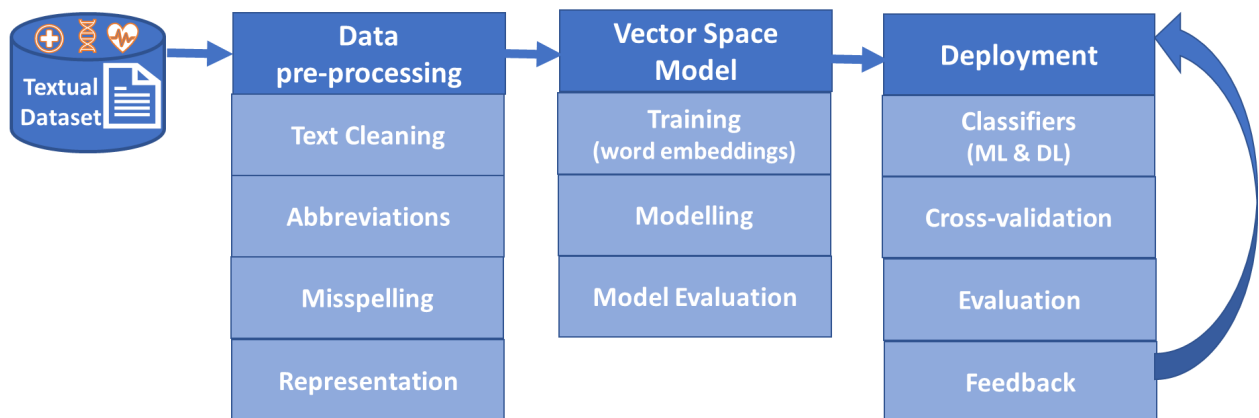 Textual
Dataset
Data
pre-processing
Text Cleaning
Abbreviations
Misspelling
Representation
Vector Space
Model
Training
(word embeddings)
Modelling
Model Evaluation
Deployment
Classifiers
(ML & DL)
Cross-validation
Evaluation
Feedback